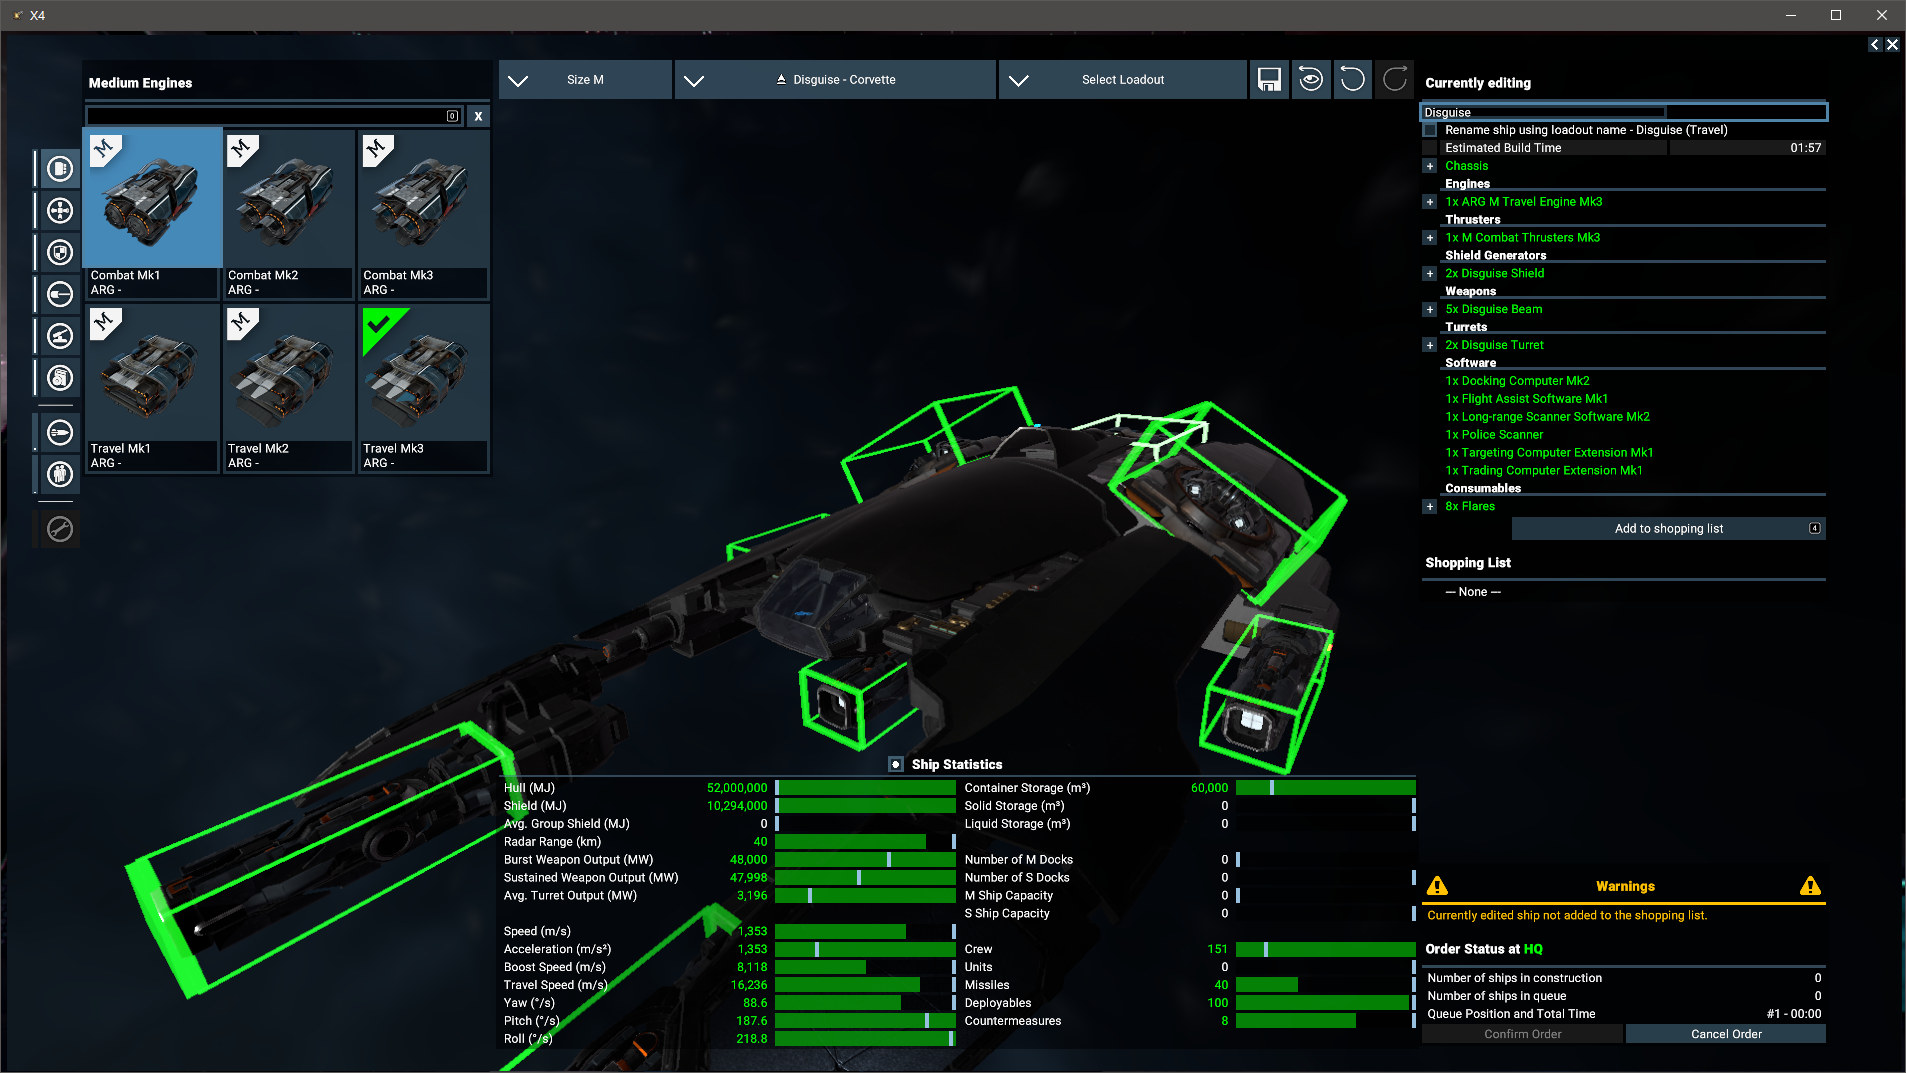 X4
Medium Engines
0
X
M
M
M
Combat Mk1
ARG -
Combat Mk2
ARG -
Combat Mk3
ARG -
M
M
Travel Mk1
ARG -
Travel Mk2
ARG -
Travel Mk3
ARG -
Size M
Disguise - Corvette
Select Loadout
Currently editing
Disguise
Rename ship using loadout name - Disguise (Travel)
Estimated Build Time 01:57
+ Chassis
Engines
+ 1x ARG M Travel Engine Mk3
Thrusters
+ 1x M Combat Thrusters Mk3
Shield Generators
+ 2x Disguise Shield
Weapons
+ 5x Disguise Beam
Turrets
+ 2x Disguise Turret
Software
1x Docking Computer Mk2
1x Flight Assist Software Mk1
1x Long-range Scanner Software Mk2
1x Police Scanner
1x Targeting Computer Extension Mk1
1x Trading Computer Extension Mk1
Consumables
+ 8x Flares
Add to shopping list 4
Shopping List
--- None ---
Ship Statistics
Hull (MJ) 52,000,000
Shield (MJ) 10,294,000
Avg. Group Shield (MJ) 0
Radar Range (km) 40
Burst Weapon Output (MW) 48,000
Sustained Weapon Output (MW) 47,998
Avg. Turret Output (MW) 3,196
Speed (m/s) 1,353
Acceleration (m/s²) 1,353
Boost Speed (m/s) 8,118
Travel Speed (m/s) 16,236
Yaw (°/s) 88.6
Pitch (°/s) 187.6
Roll (°/s) 218.8
Container Storage (m³) 60,000
Solid Storage (m³) 0
Liquid Storage (m³) 0
Number of M Docks 0
Number of S Docks 0
M Ship Capacity 0
S Ship Capacity 0
Crew 151
Units 0
Missiles 40
Deployables 100
Countermeasures 8
Warnings
Currently edited ship not added to the shopping list.
Order Status at HQ
Number of ships in construction 0
Number of ships in queue 0
Queue Position and Total Time #1 - 00:00
Confirm Order
Cancel Order